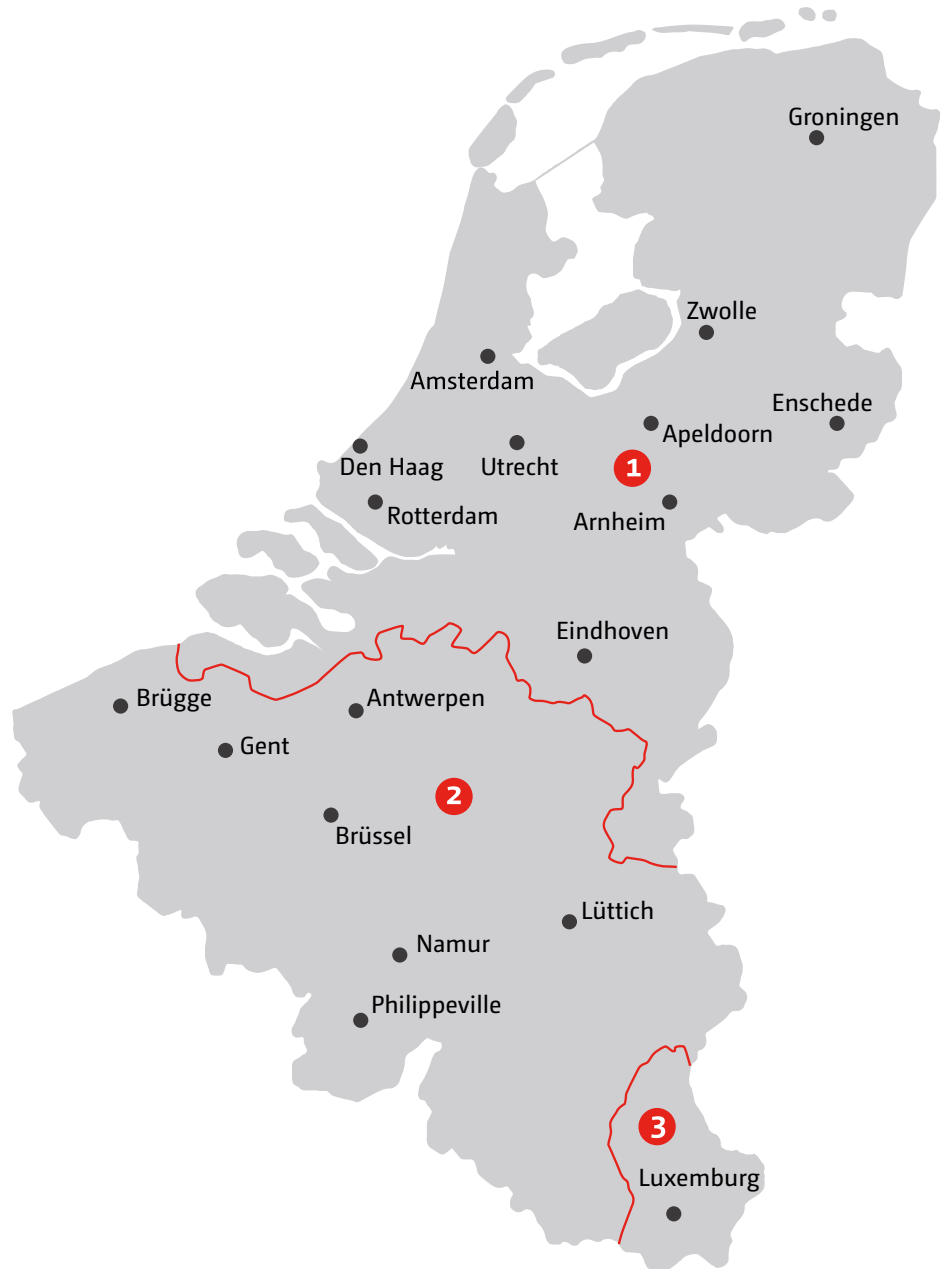 Groningen
Zwolle
Amsterdam
Enschede
Apeldoorn
Den Haag
Utrecht
1
Rotterdam
Arnheim
Eindhoven
Brügge
Antwerpen
Gent
2
Brüssel
Lüttich
Namur
Philippeville
3
Luxemburg